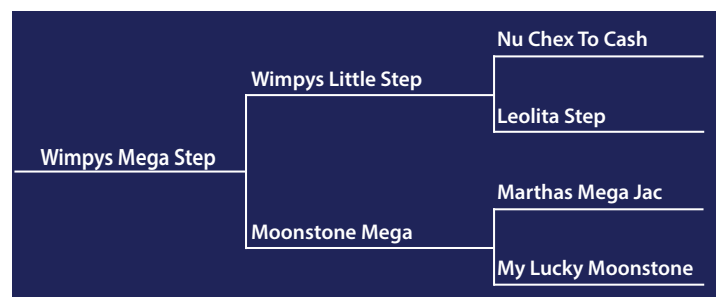 Nu Chex To Cash
Wimpys Little Step
Leolita Step
Wimpys Mega Step
Marthas Mega Jac
Moonstone Mega
My Lucky Moonstone